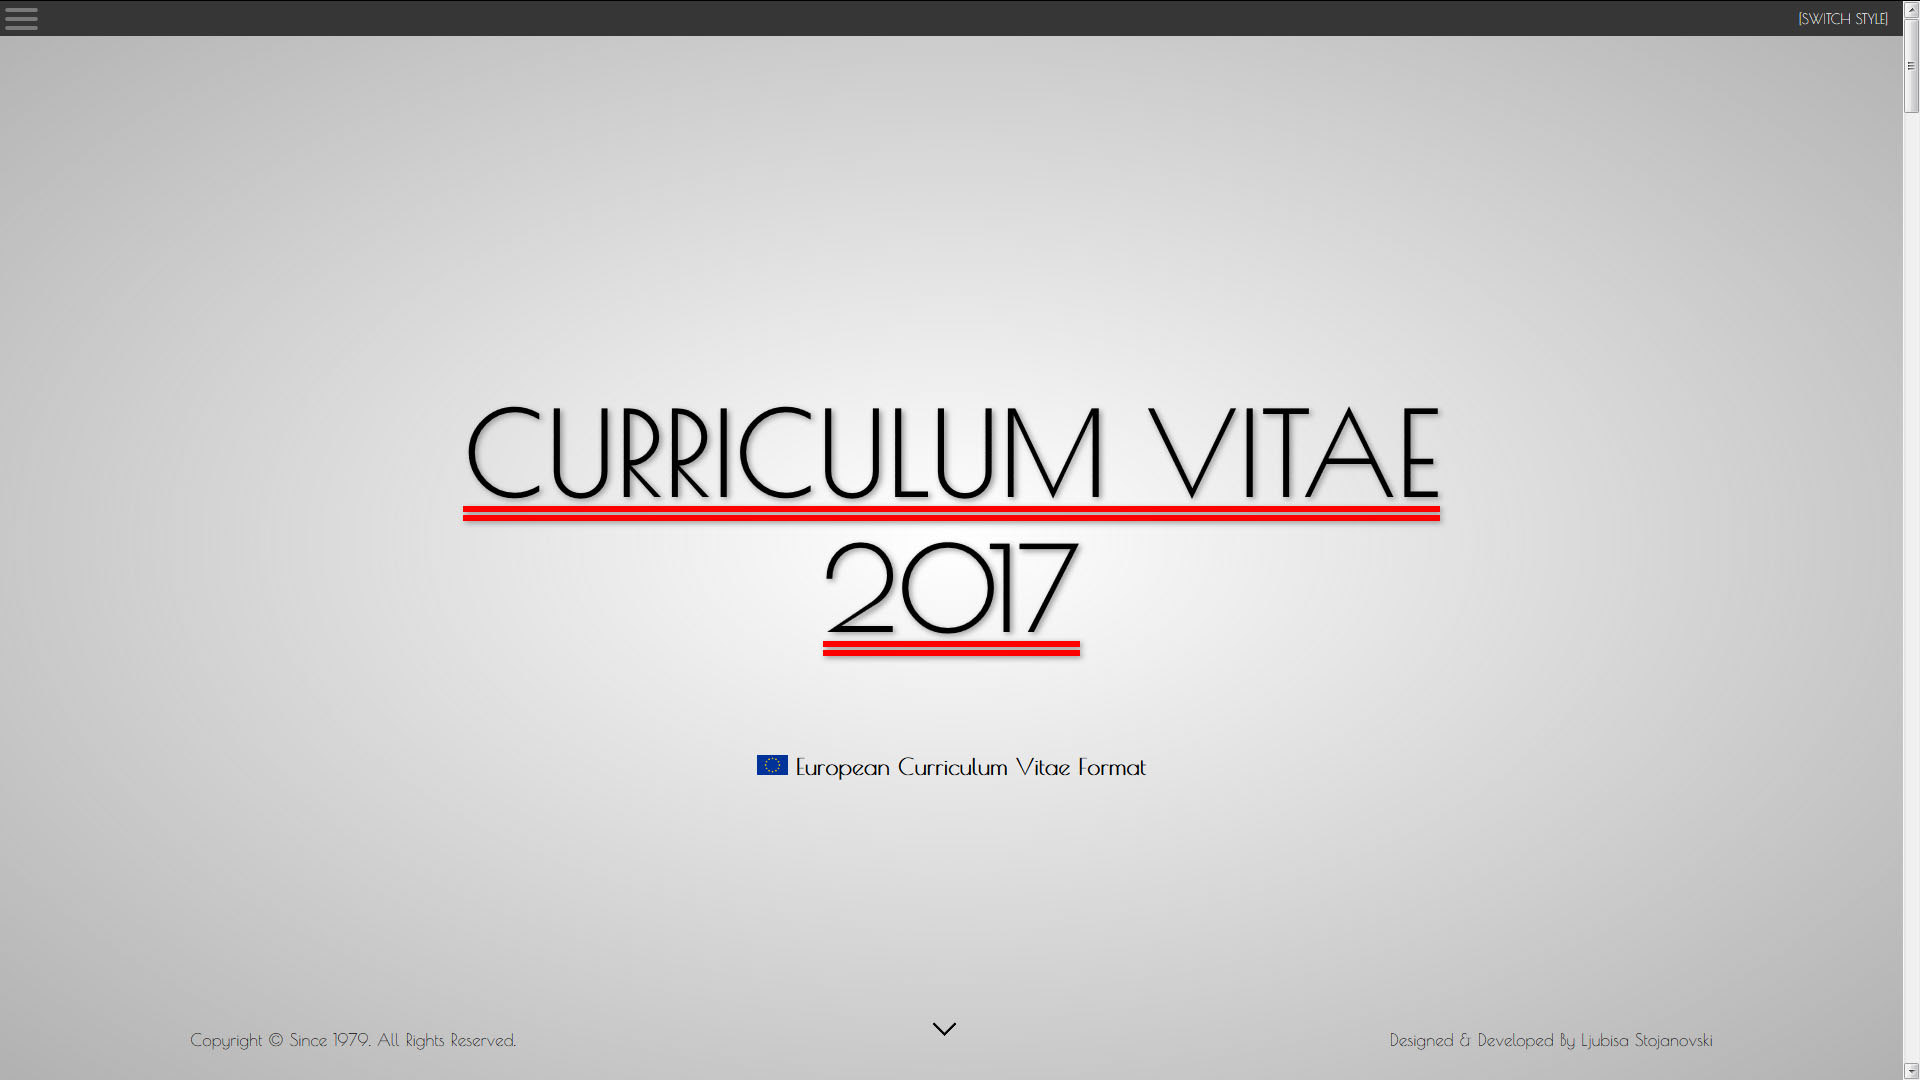 [SWITCH STYLE]
CURRICULUM VITAE
2017
European Curriculum Vitae Format
Copyright © Since 1979. All Rights Reserved.
Designed & Developed By Ljubisa Stojanovski